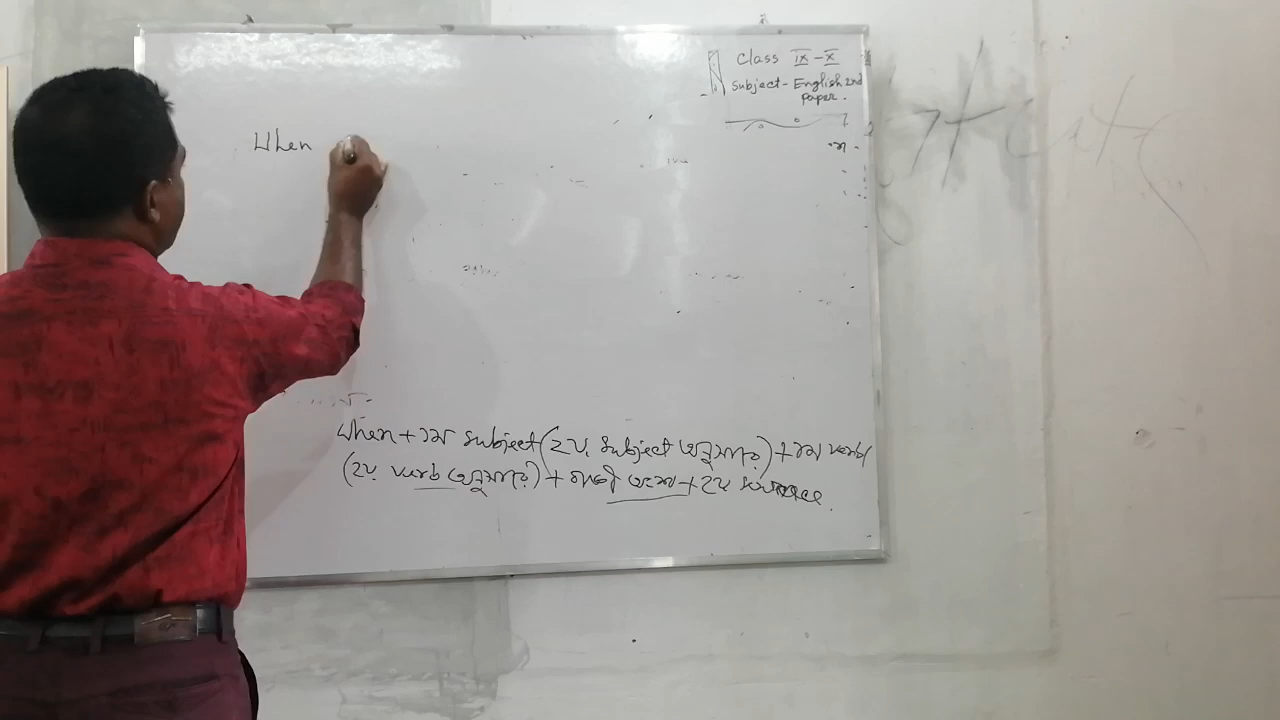 Class IX - X
Subject - English 2nd
paper.
When
When + ১ম subject (২য় subject অনুসারে) + ১ম verb
(২য় verb অনুসারে) + বাকী অংশ + ২য়